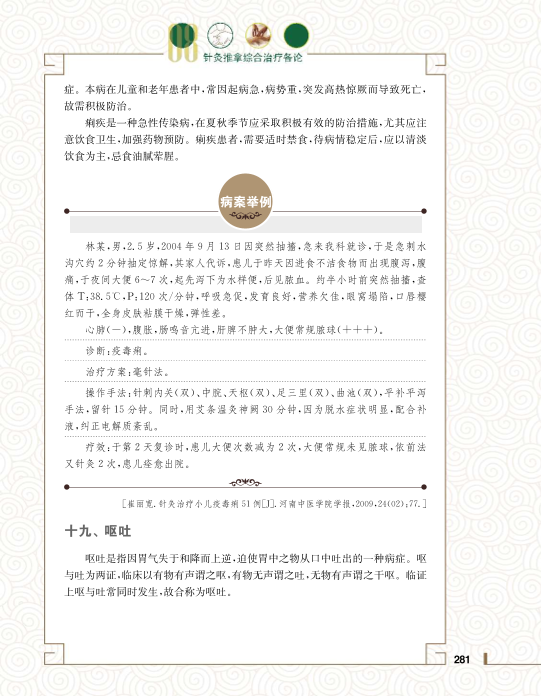 08
针灸推拿综合治疗备论
症。本病在儿童和老年患者中,常因起病急,病势重,突发高热惊厥而导致死亡,
故需积极防治。
痢疾是一种急性传染病,在夏秋季节应采取积极有效的防治措施,尤其应注
意饮食卫生,加强药物预防。痢疾患者,需要适时禁食,待病情稳定后,应以清淡
饮食为主,忌食油腻荤腥。
病案举例
林某,男,2.5岁,2004年9月13日因突然抽搐,急来我科就诊,于是急刺水
沟穴约2分钟抽定惊解,其家人代诉,患儿于昨天因进食不洁食物而出现腹泻,腹
痛,于夜间大便6~7次,起先泻下为水样便,后见脓血。约半小时前突然抽搐,查
体T:38.5℃,P:120次/分钟,呼吸急促,发育良好,营养欠佳,眼窝塌陷,口唇樱
红而干,全身皮肤粘膜干燥,弹性差。
心肺(一),腹胀,肠鸣音亢进,肝脾不肿大,大便常规脓球(+++)。
诊断:疫毒痢。
治疗方案:毫针法。
操作手法:针刺内关(双)、中脘、天枢(双)、足三里(双)、曲池(双),平补平泻
手法,留针15分钟。同时,用艾条温灸神阙30分钟,因为脱水症状明显,配合补
液,纠正电解质紊乱。
疗效:于第2天复诊时,患儿大便次数减为2次,大便常规未见脓球,依前法
又针灸2次,患儿痊愈出院。
[崔丽宽.针灸治疗小儿疫毒痢51例[J].河南中医学院学报,2009,24(02):77.]
十九、呕吐
呕吐是指因胃气失于和降而上逆,迫使胃中之物从口中吐出的一种病症。呕
与吐为两证,临床以有物有声谓之呕,有物无声谓之吐,无物有声谓之干呕。临证
上呕与吐常同时发生,故合称为呕吐。
281